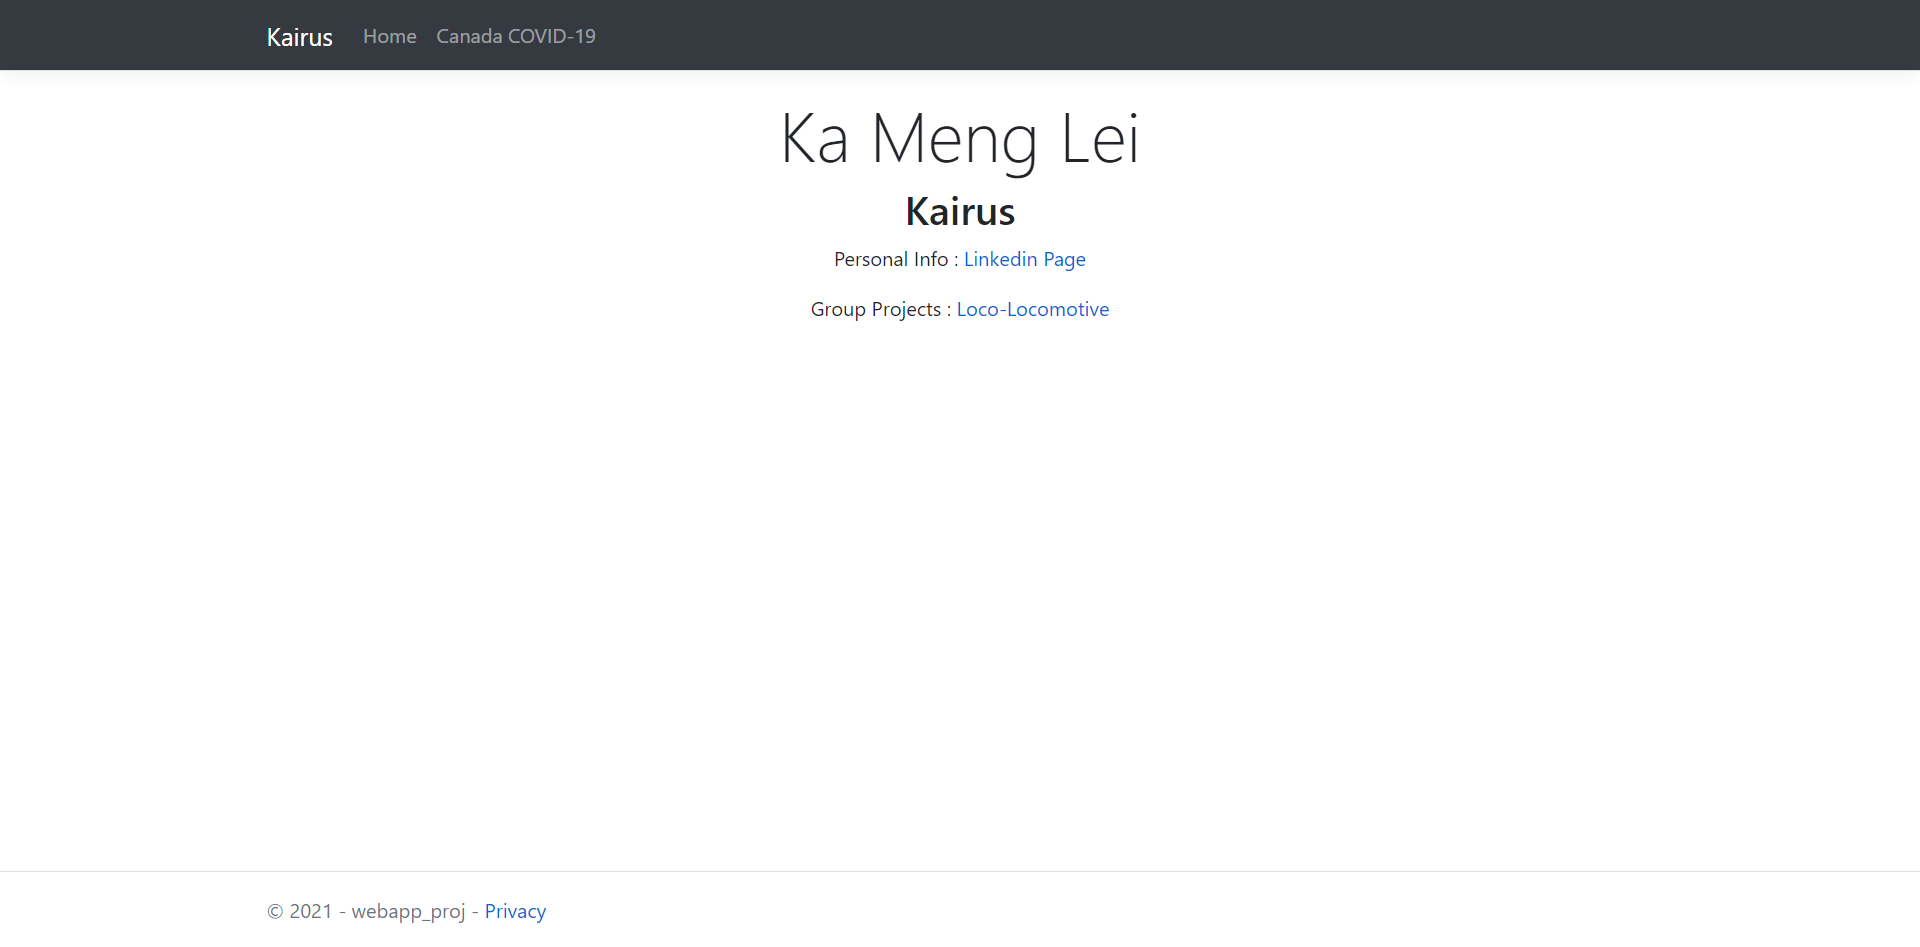 Kairus Home Canada COVID-19
Ka Meng Lei
Kairus
Personal Info : Linkedin Page
Group Projects : Loco-Locomotive
© 2021 - webapp_proj - Privacy